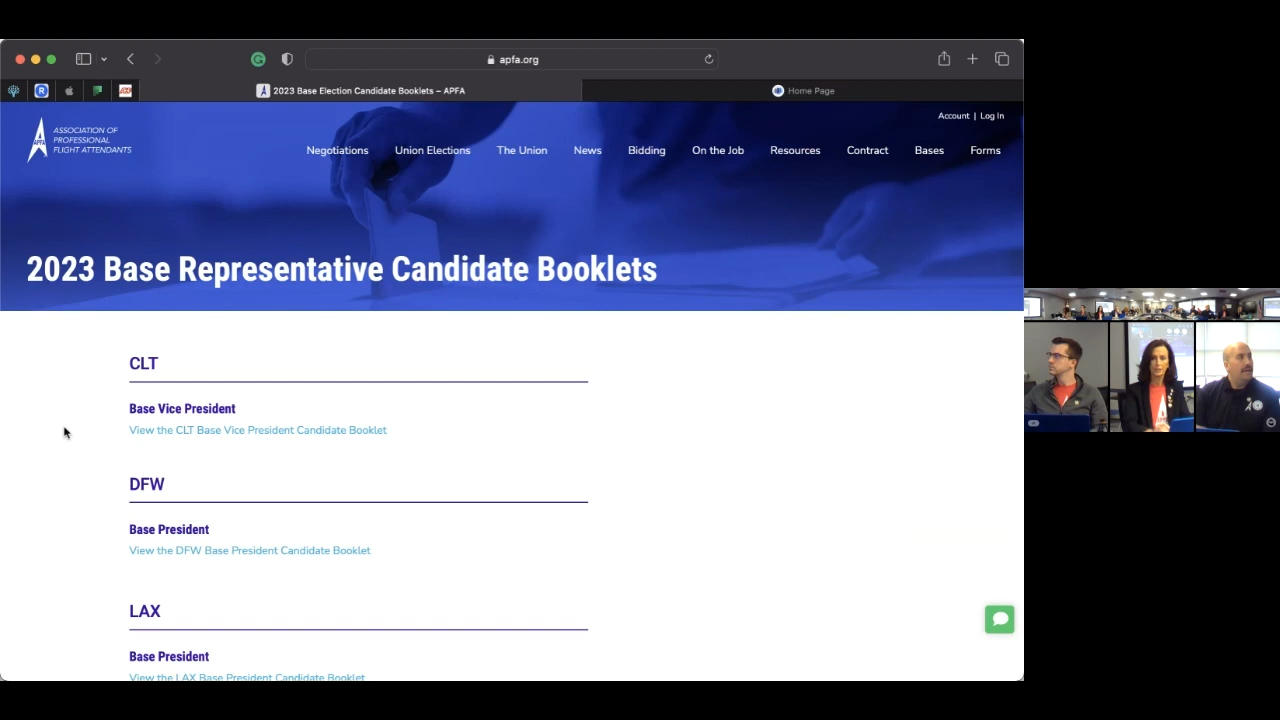 apfa.org
2023 Base Election Candidate Booklets – APFA
Home Page
Account | Log In
ASSOCIATION OF
PROFESSIONAL
FLIGHT ATTENDANTS
APFA
Negotiations
Union Elections
The Union
News
Bidding
On the Job
Resources
Contract
Bases
Forms
2023 Base Representative Candidate Booklets
CLT
Base Vice President
View the CLT Base Vice President Candidate Booklet
DFW
Base President
View the DFW Base President Candidate Booklet
LAX
Base President
View the LAX Base President Candidate Booklet